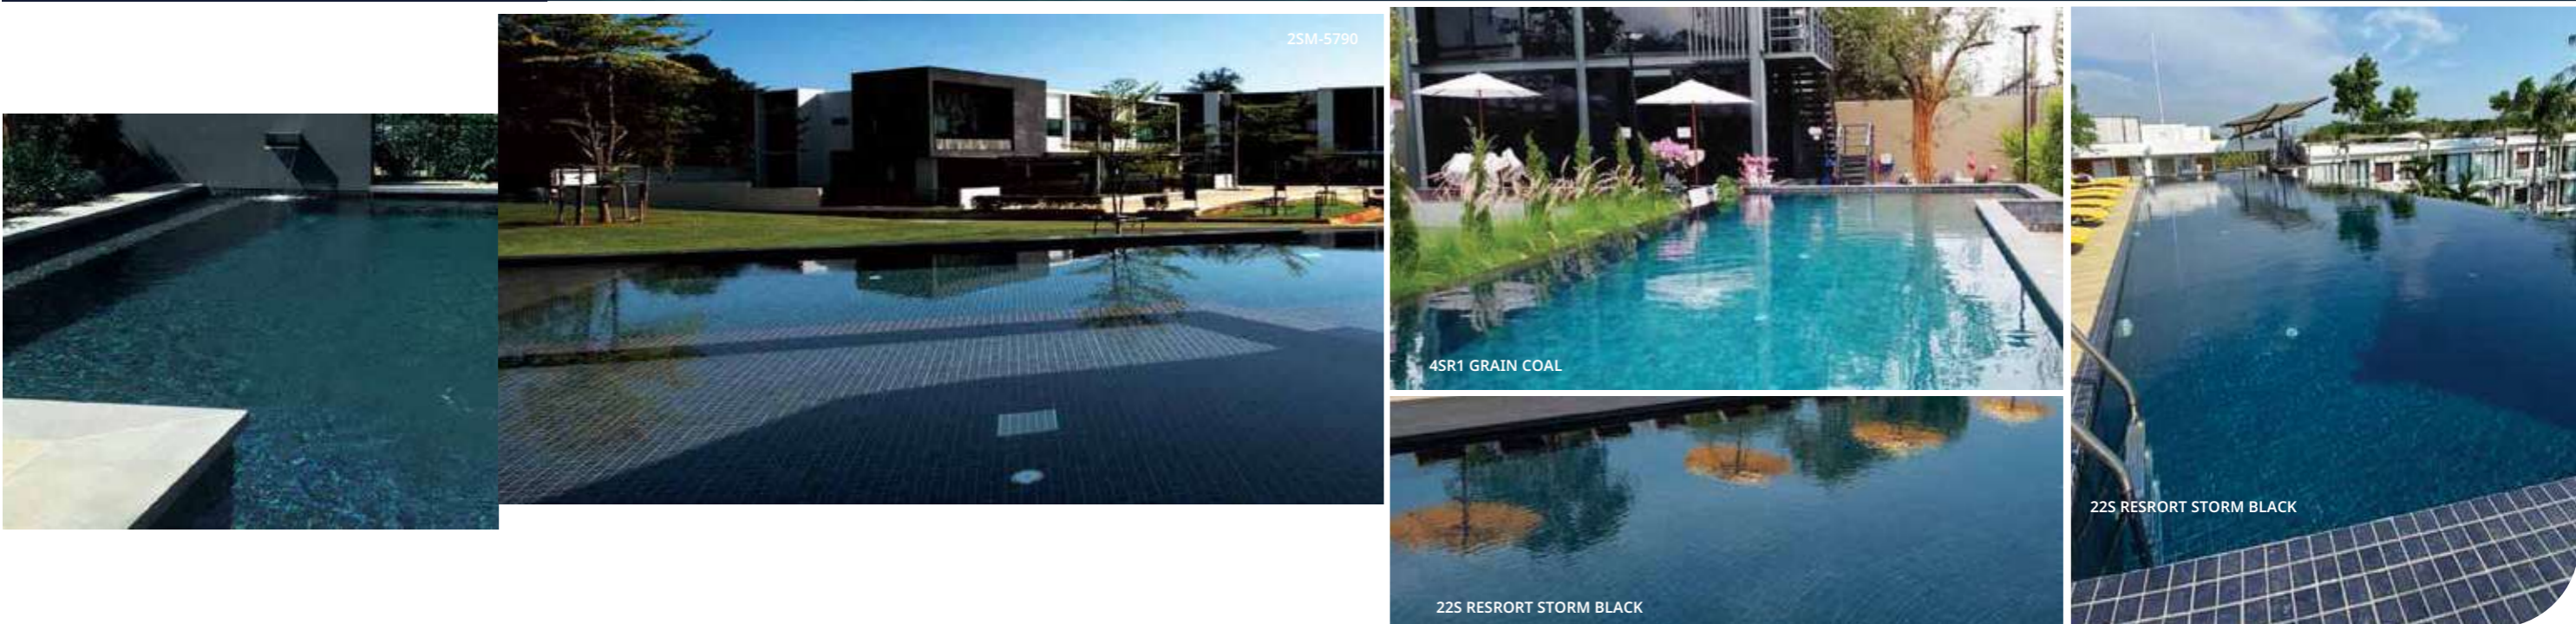 2SM-5790
4SR1 GRAIN COAL
22S RESRORT STORM BLACK
22S RESRORT STORM BLACK